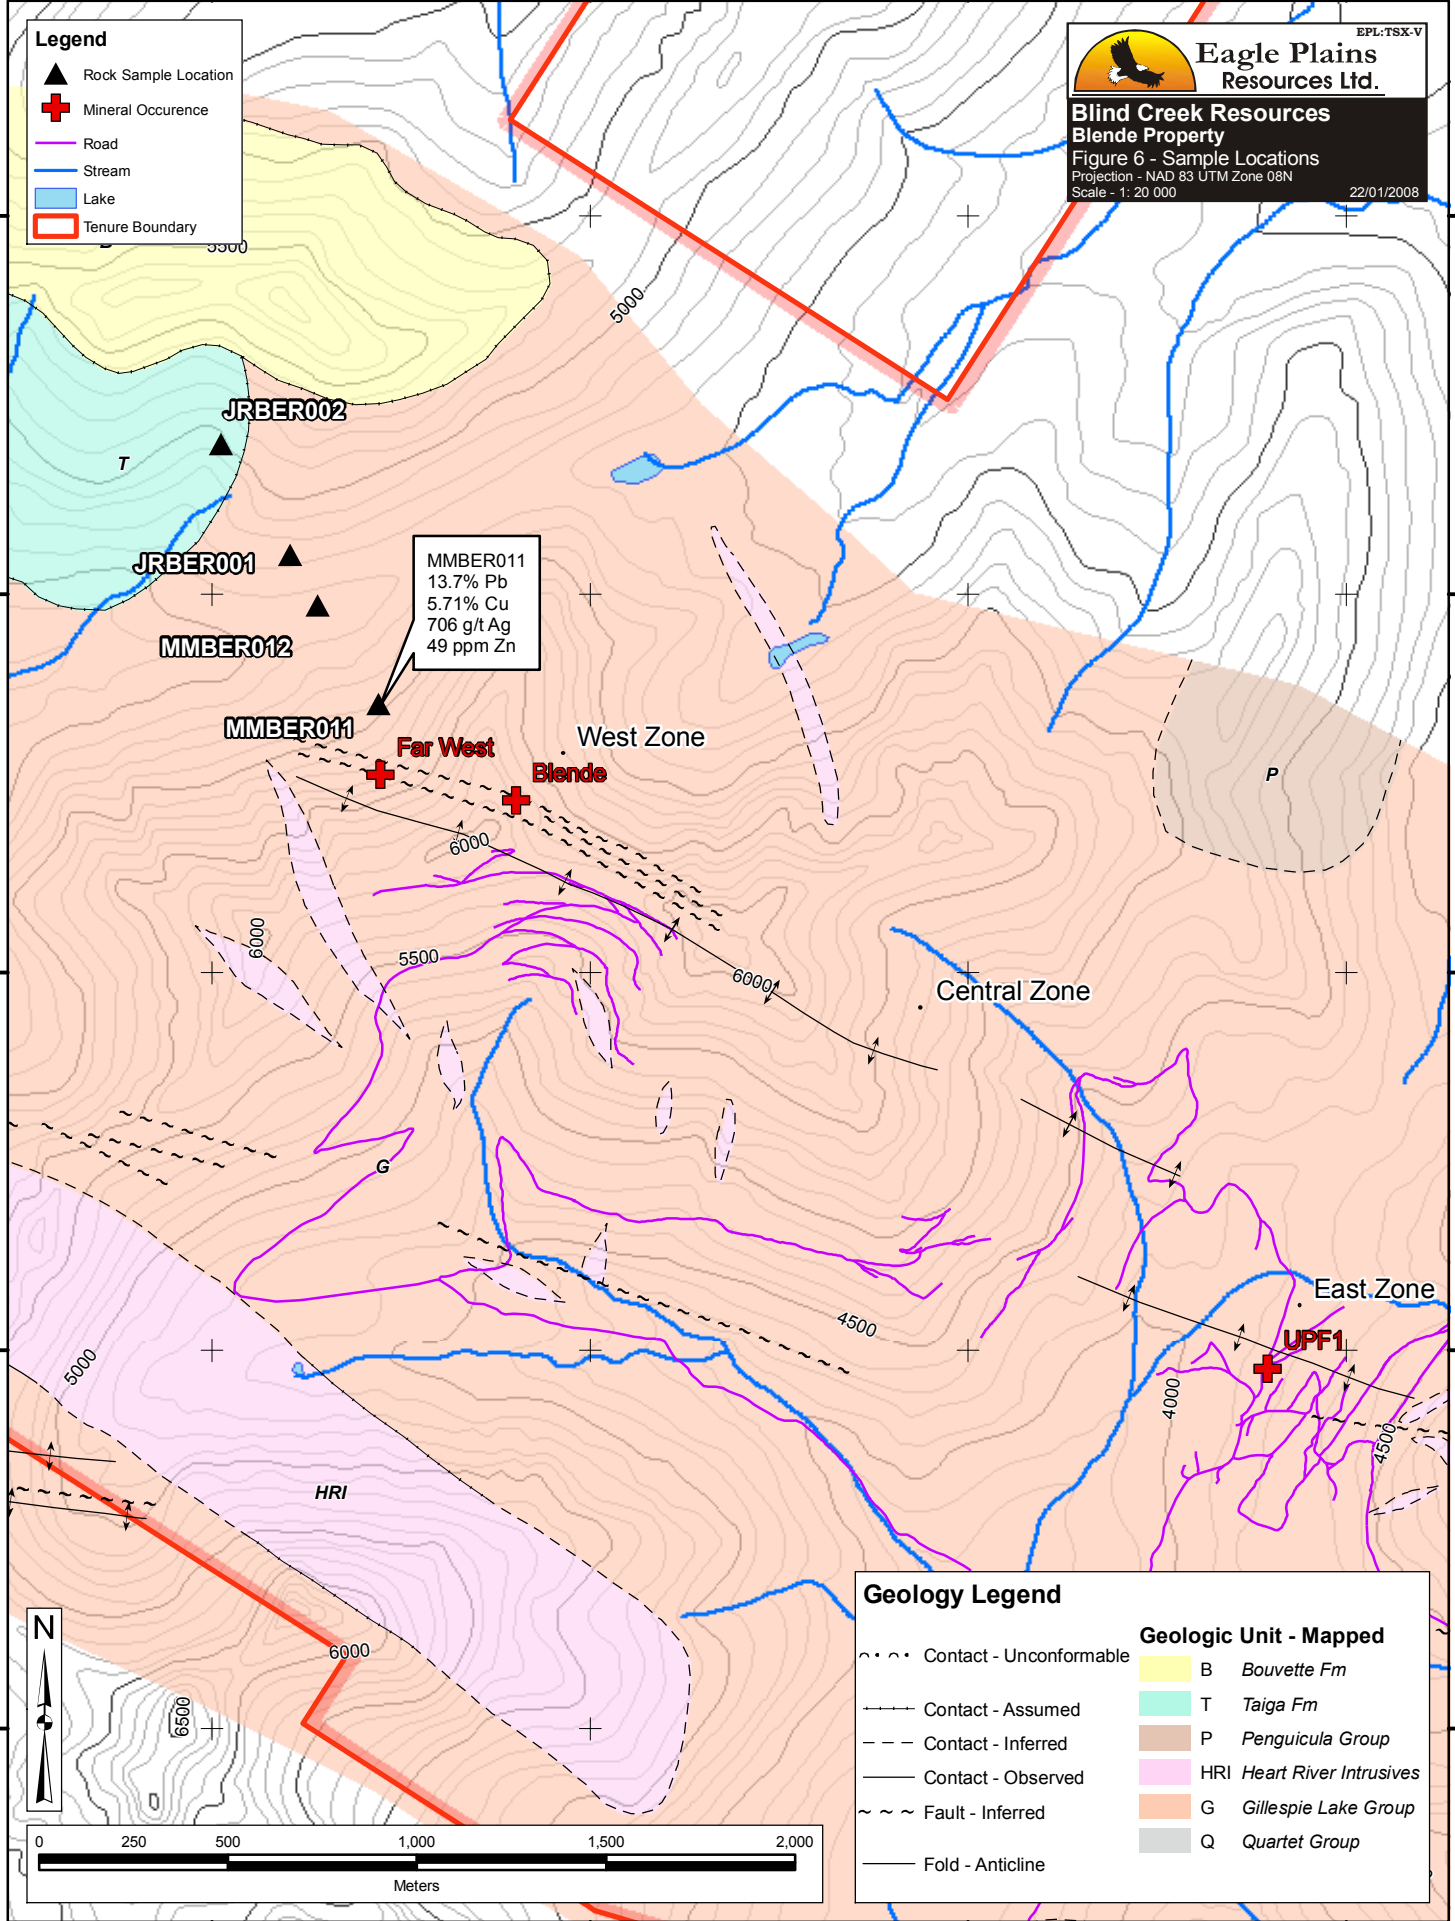 Legend
Rock Sample Location
Mineral Occurence
Road
Stream
Lake
Tenure Boundary
EPL:TSX-V
Eagle Plains
Resources Ltd.
Blind Creek Resources
Blende Property
Figure 6 - Sample Locations
Projection - NAD 83 UTM Zone 08N
Scale - 1: 20 000
22/01/2008
5500
5000
JRBER002
T
JRBER001
MMBER011
13.7% Pb
5.71% Cu
706 g/t Ag
49 ppm Zn
MMBER012
MMBER011
Far West
West Zone
Blende
P
6000
6000
5500
6000
Central Zone
G
East Zone
4500
UPF1
5000
4000
4500
HRI
N
6000
6500
0 250 500 1,000 1,500 2,000
Meters
Geology Legend
Contact - Unconformable
Contact - Assumed
Contact - Inferred
Contact - Observed
Fault - Inferred
Fold - Anticline
Geologic Unit - Mapped
B Bouvette Fm
T Taiga Fm
P Penguicula Group
HRI Heart River Intrusives
G Gillespie Lake Group
Q Quartet Group